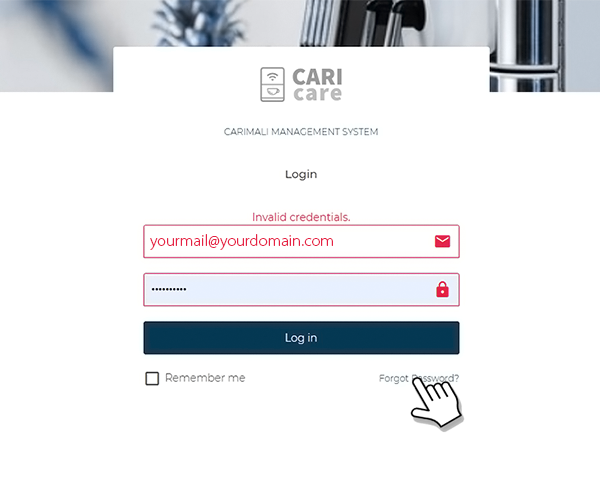 CARI
care
CARIMALI MANAGEMENT SYSTEM
Login
Invalid credentials.
yourmail@yourdomain.com
••••••••••
Log in
Remember me
Forgot Password?